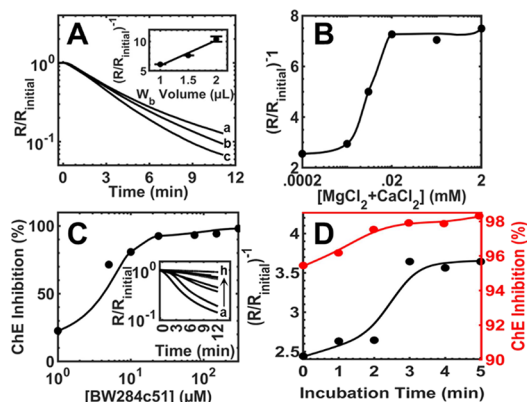 A
(R/R_initial)^-1
10
5
1 1.5 2
W_b Volume (μL)
R/R_initial
10^0
10^-1
a
b
c
0 2 4 6 8 10 12
Time (min)
B
(R/R_initial)^-1
8
6
4
2
.0002 .02 2
[MgCl2+CaCl2] (mM)
C
ChE Inhibition (%)
100
50
0
10^0 10^1 10^2
[BW284c51] (μM)
R/R_initial
10^0
10^-1
h
a
0 3 6 9 12
Time (min)
D
(R/R_initial)^-1
4
3.5
3
2.5
0 1 2 3 4 5
Incubation Time (min)
98
96
94
92
90
ChE Inhibition (%)